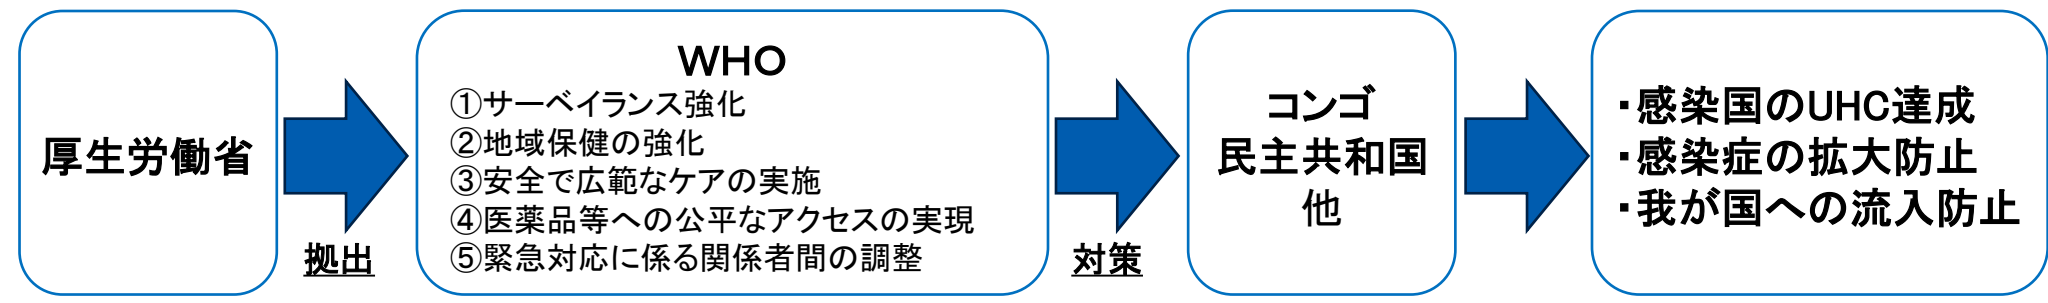 厚生労働省
拠出
WHO
①サーベイランス強化
②地域保健の強化
③安全で広範なケアの実施
④医薬品等への公平なアクセスの実現
⑤緊急対応に係る関係者間の調整
対策
コンゴ
民主共和国
他
・感染国のUHC達成
・感染症の拡大防止
・我が国への流入防止